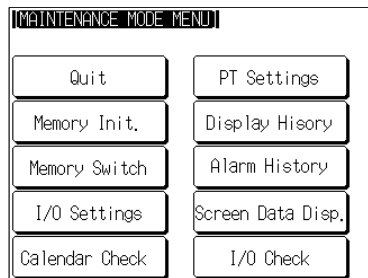 [MAINTENANCE MODE MENU]
Quit
PT Settings
Memory Init.
Display Hisory
Memory Switch
Alarm History
I/O Settings
Screen Data Disp.
Calendar Check
I/O Check